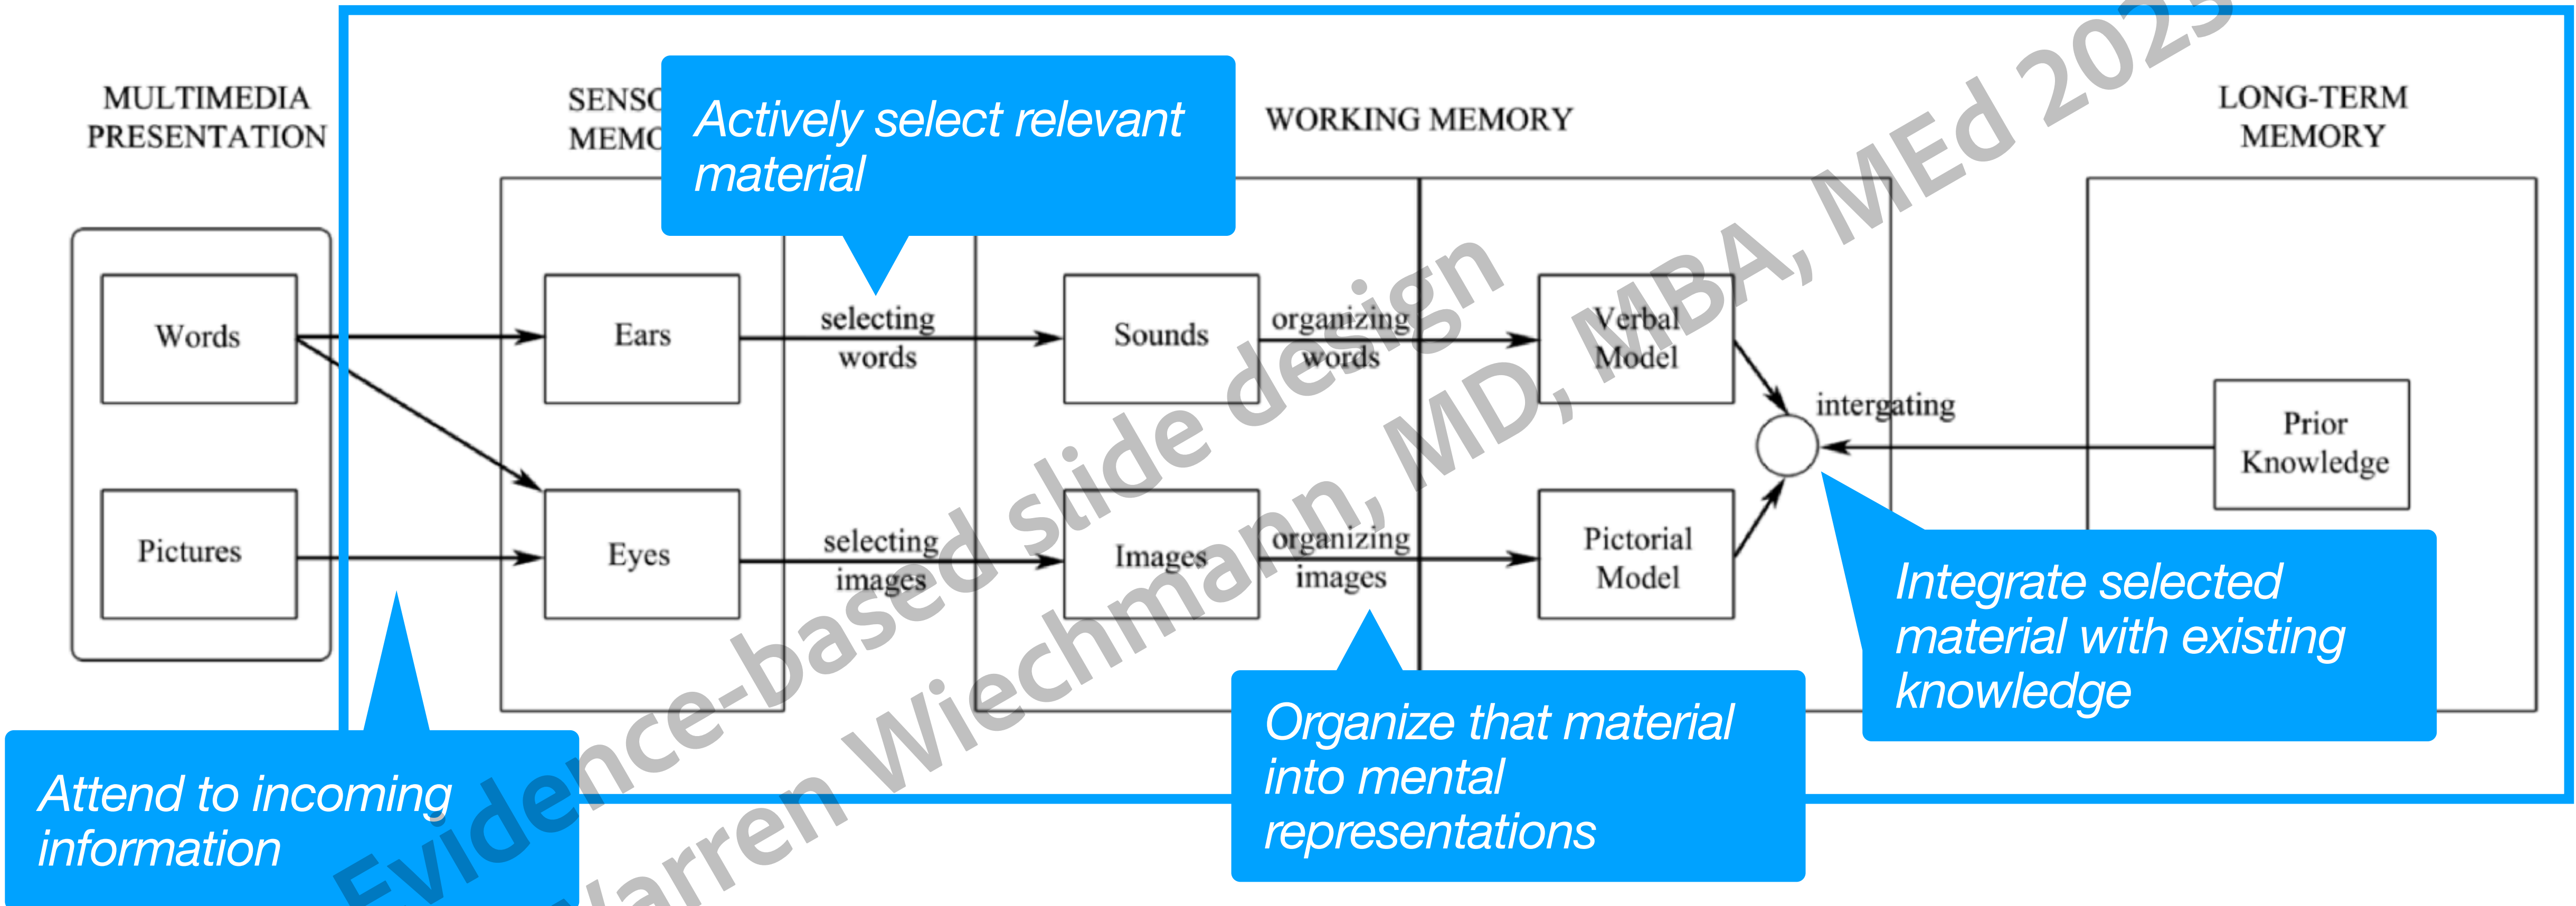 MULTIMEDIA
PRESENTATION
SENSO
MEMO
Actively select relevant
material
WORKING MEMORY
LONG-TERM
MEMORY
Words
Ears
selecting
words
Sounds
organizing
words
Verbal
Model
intergating
Prior
Knowledge
Pictures
Eyes
selecting
images
Images
organizing
images
Pictorial
Model
Integrate selected
material with existing
knowledge
Organize that material
into mental
representations
Attend to incoming
information
Evidence-based slide design
Warren Wiechmann, MD, MBA, MEd 2023